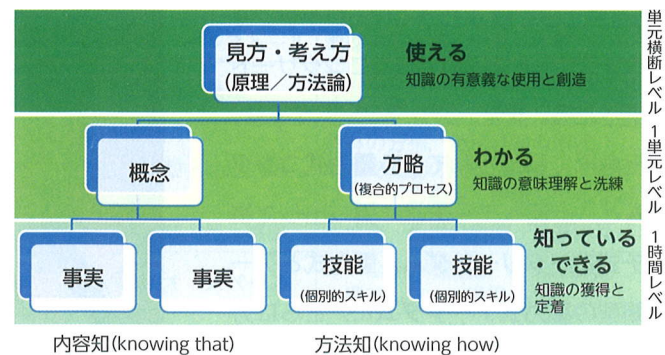 見方・考え方
(原理／方法論)
使える
知識の有意義な使用と創造
単元横断レベル
概念
方略
(複合的プロセス)
わかる
知識の意味理解と洗練
1単元レベル
事実
事実
技能
(個別的スキル)
技能
(個別的スキル)
知っている
・できる
知識の獲得と
定着
1時間レベル
内容知(knowing that)
方法知(knowing how)